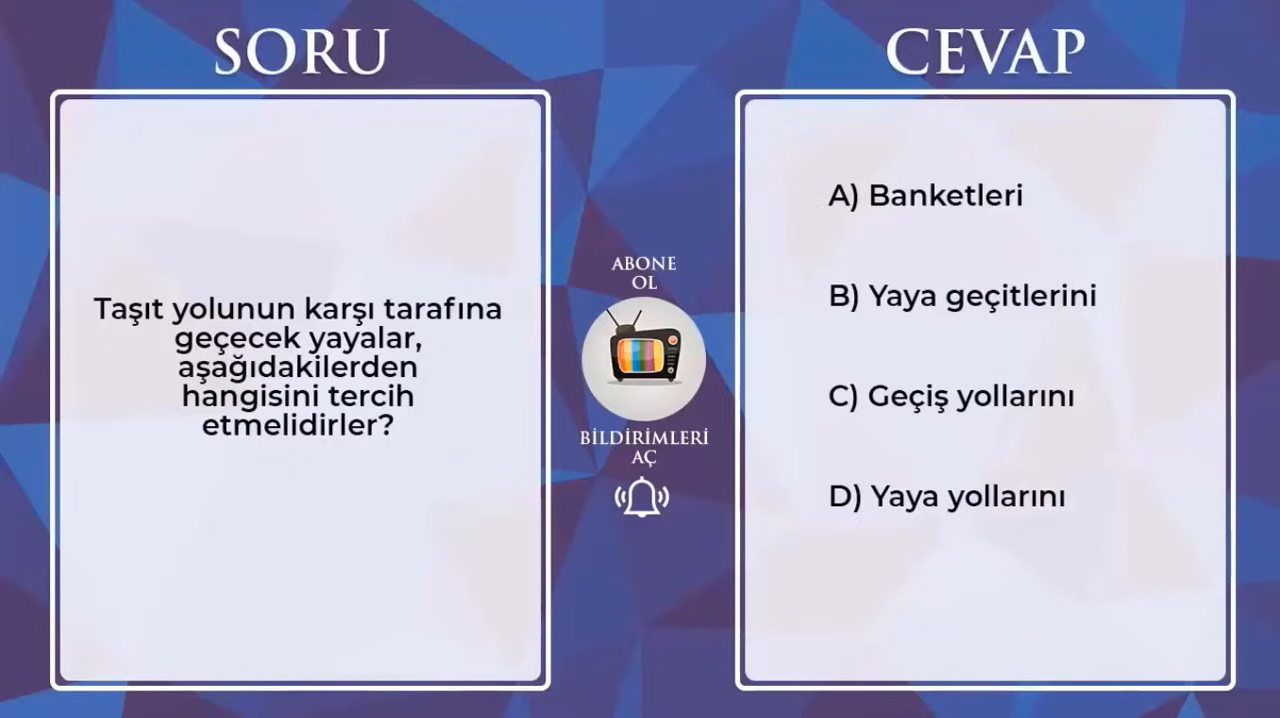 SORU
Taşıt yolunun karşı tarafına
geçecek yayalar,
aşağıdakilerden
hangisini tercih
etmelidirler?
ABONE
OL
BİLDİRİMLERİ
AÇ
CEVAP
A) Banketleri
B) Yaya geçitlerini
C) Geçiş yollarını
D) Yaya yollarını